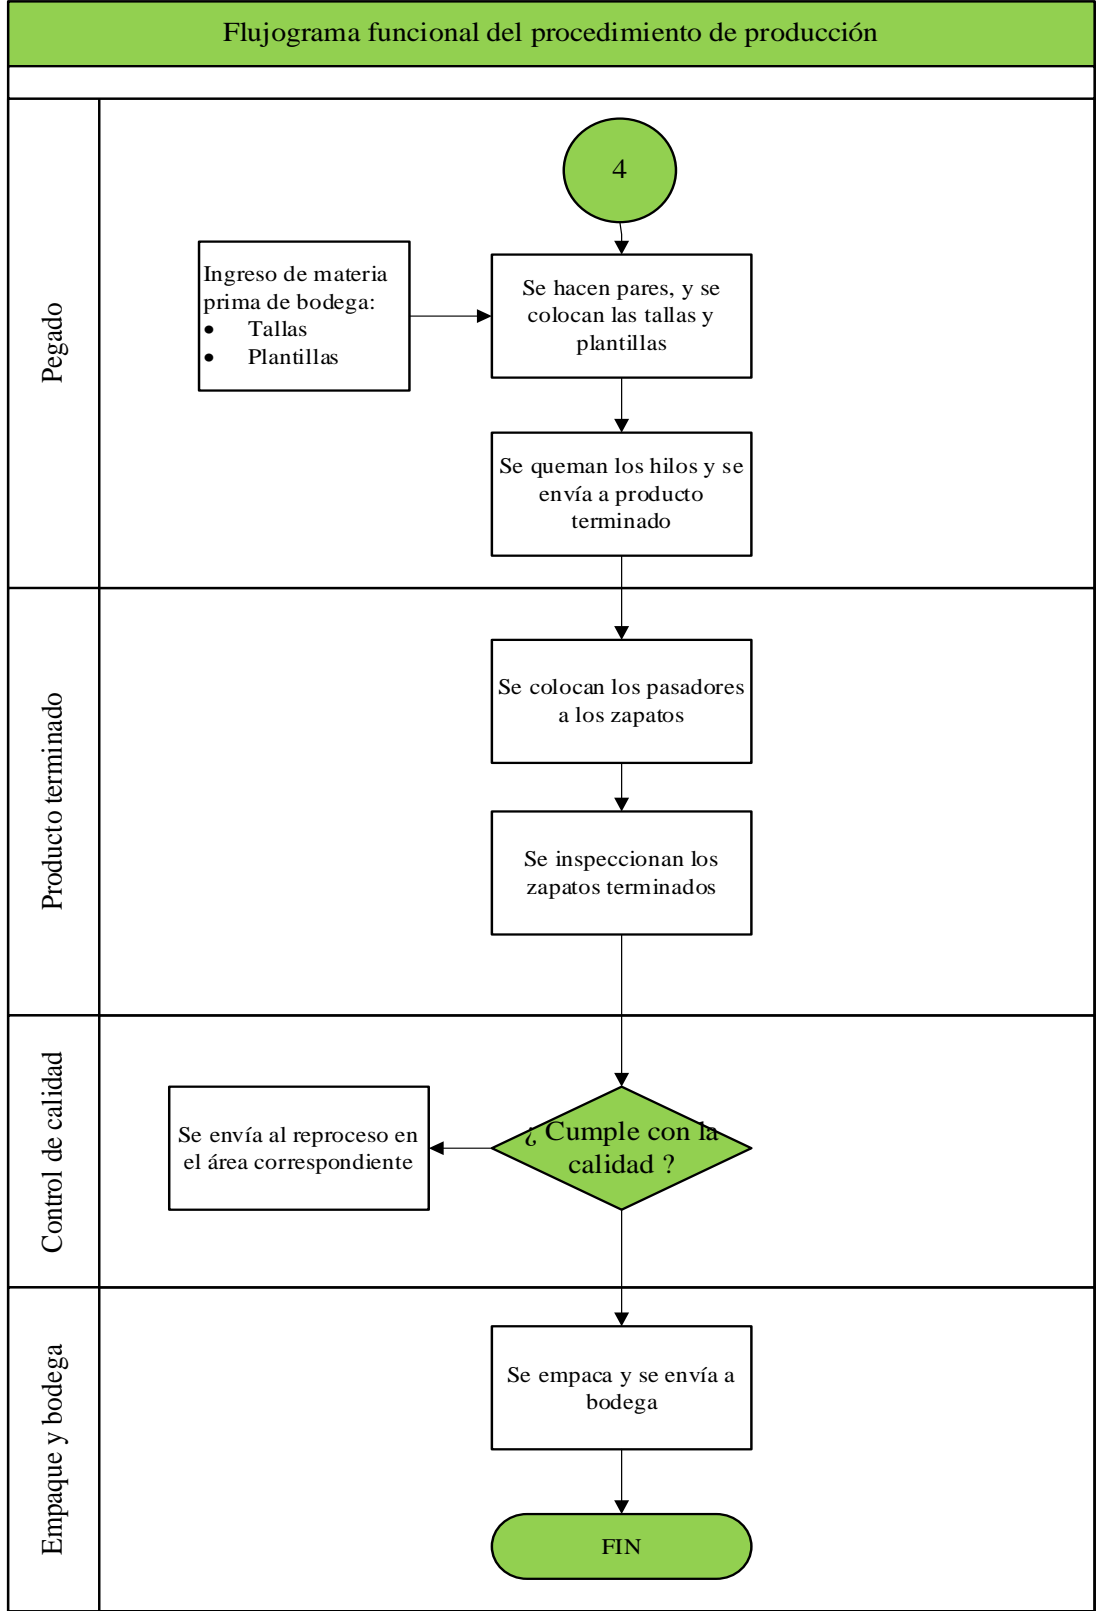 Flujograma funcional del procedimiento de producción
Pegado
4
Ingreso de materia
prima de bodega:
• Tallas
• Plantillas
Se hacen pares, y se
colocan las tallas y
plantillas
Se queman los hilos y se
envía a producto
terminado
Producto terminado
Se colocan los pasadores
a los zapatos
Se inspeccionan los
zapatos terminados
Control de calidad
Se envía al reproceso en
el área correspondiente
¿ Cumple con la
calidad ?
Empaque y bodega
Se empaca y se envía a
bodega
FIN